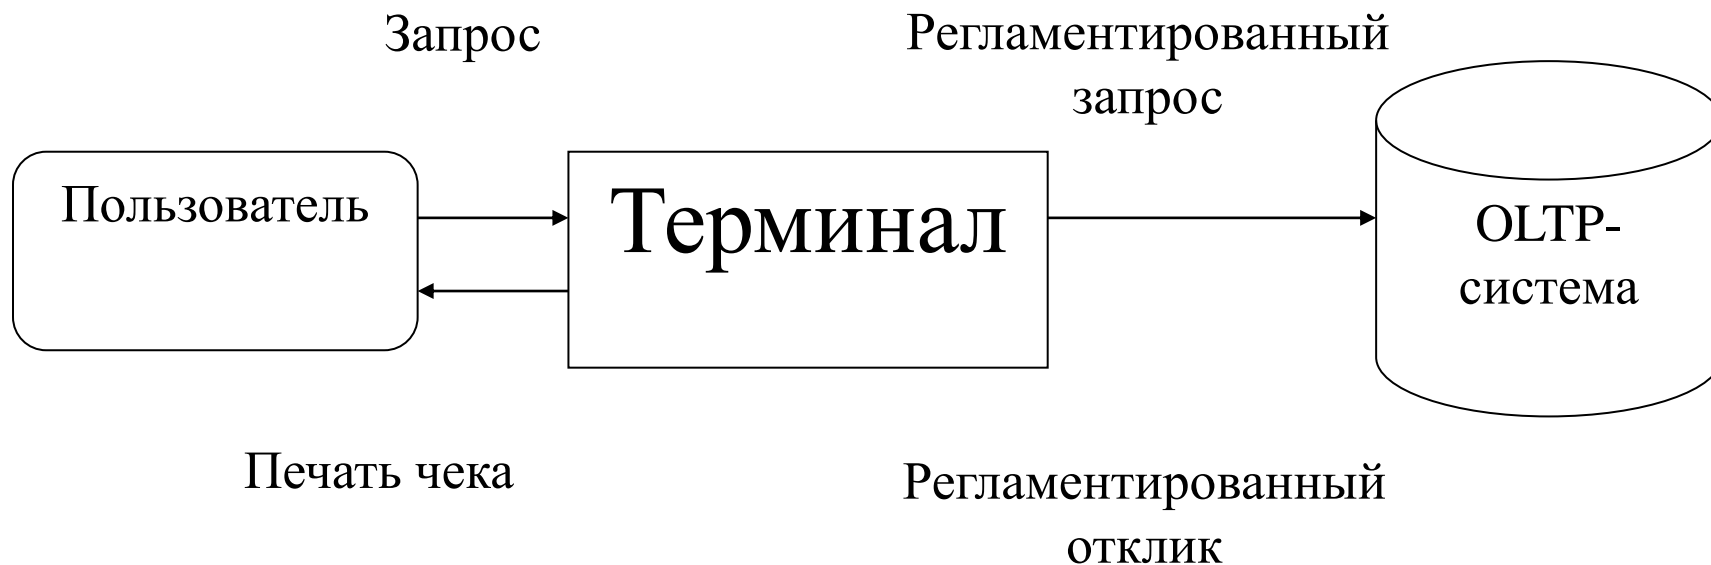 Запрос
Регламентированный
запрос
Пользователь
Терминал
OLTP-
система
Печать чека
Регламентированный
отклик